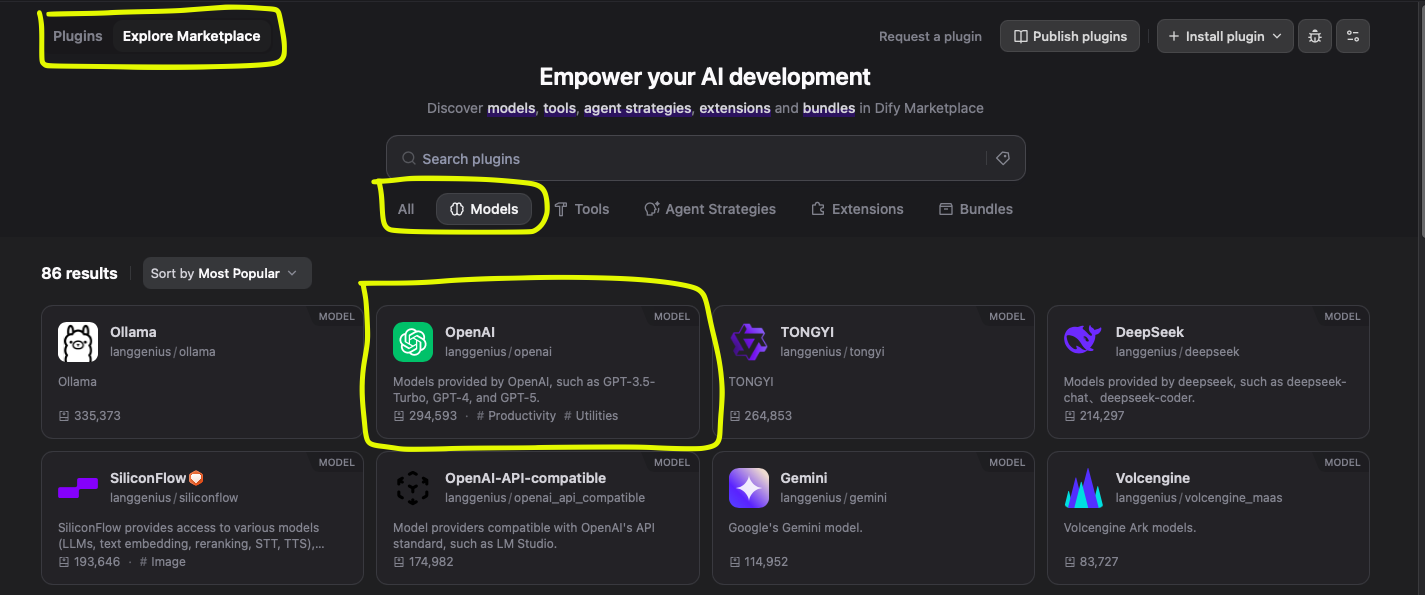 Plugins Explore Marketplace Request a plugin Publish plugins + Install plugin
Empower your AI development
Discover models, tools, agent strategies, extensions and bundles in Dify Marketplace
Search plugins
All Models Tools Agent Strategies Extensions Bundles
86 results Sort by Most Popular
MODEL
Ollama
langgenius/ollama
Ollama
335,373
MODEL
OpenAI
langgenius/openai
Models provided by OpenAI, such as GPT-3.5-
Turbo, GPT-4, and GPT-5.
294,593 · # Productivity # Utilities
MODEL
TONGYI
langgenius/tongyi
TONGYI
264,853
MODEL
DeepSeek
langgenius/deepseek
Models provided by deepseek, such as deepseek-
chat、deepseek-coder.
214,297
MODEL
SiliconFlow
langgenius/siliconflow
SiliconFlow provides access to various models
(LLMs, text embedding, reranking, STT, TTS),...
193,646 · # Image
MODEL
OpenAI-API-compatible
langgenius/openai_api_compatible
Model providers compatible with OpenAI's API
standard, such as LM Studio.
174,982
MODEL
Gemini
langgenius/gemini
Google's Gemini model.
114,952
MODEL
Volcengine
langgenius/volcengine_maas
Volcengine Ark models.
83,727